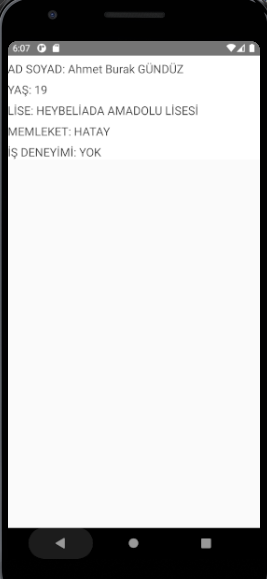 6:07
AD SOYAD: Ahmet Burak GÜNDÜZ
YAŞ: 19
LİSE: HEYBELİADA AMADOLU LİSESİ
MEMLEKET: HATAY
İŞ DENEYİMİ: YOK